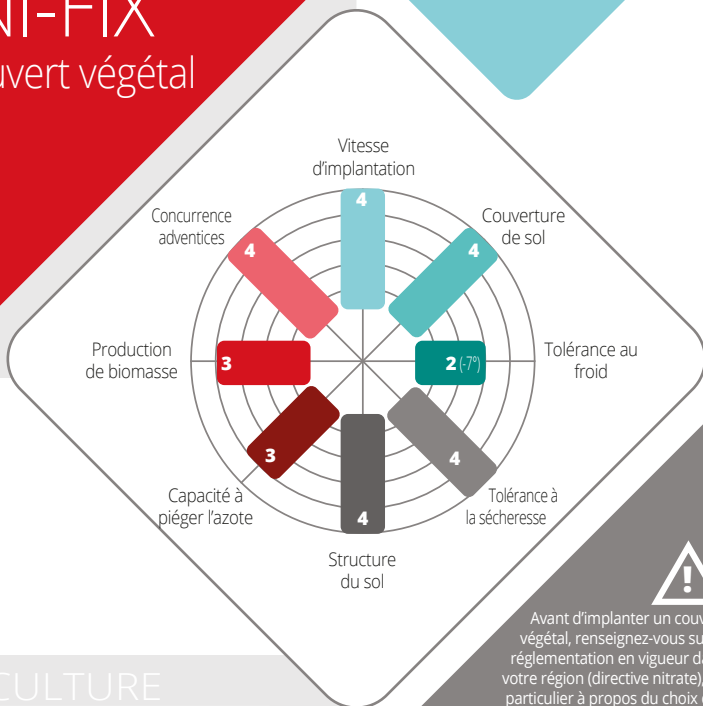 NI-FIX
uvert végétal
Vitesse
d'implantation
4
Concurrence
adventices
4
Couverture
de sol
4
Production
de biomasse
3
2 (-7°)
Tolérance au
froid
3
Capacité à
piéger l'azote
4
Tolérance à
la sécheresse
4
Structure
du sol
!
Avant d'implanter un couv
végétal, renseignez-vous su
réglementation en vigueur da
votre région (directive nitrate),
particulier à propos du choix
CULTURE